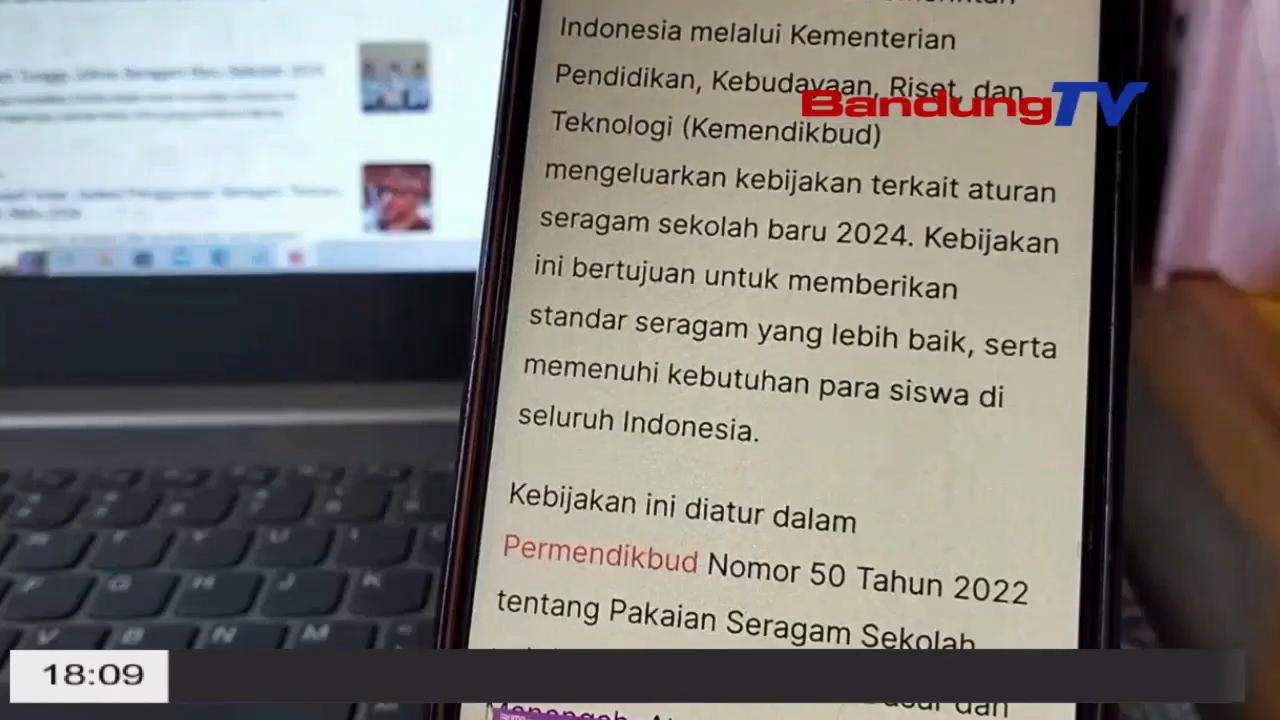 Indonesia melalui Kementerian
Pendidikan, Kebudayaan, Riset, dan
BandungTV
Teknologi (Kemendikbud)
mengeluarkan kebijakan terkait aturan
seragam sekolah baru 2024. Kebijakan
ini bertujuan untuk memberikan
standar seragam yang lebih baik, serta
memenuhi kebutuhan para siswa di
seluruh Indonesia.
Kebijakan ini diatur dalam
Permendikbud Nomor 50 Tahun 2022
tentang Pakaian Seragam Sekolah
dan
18:09